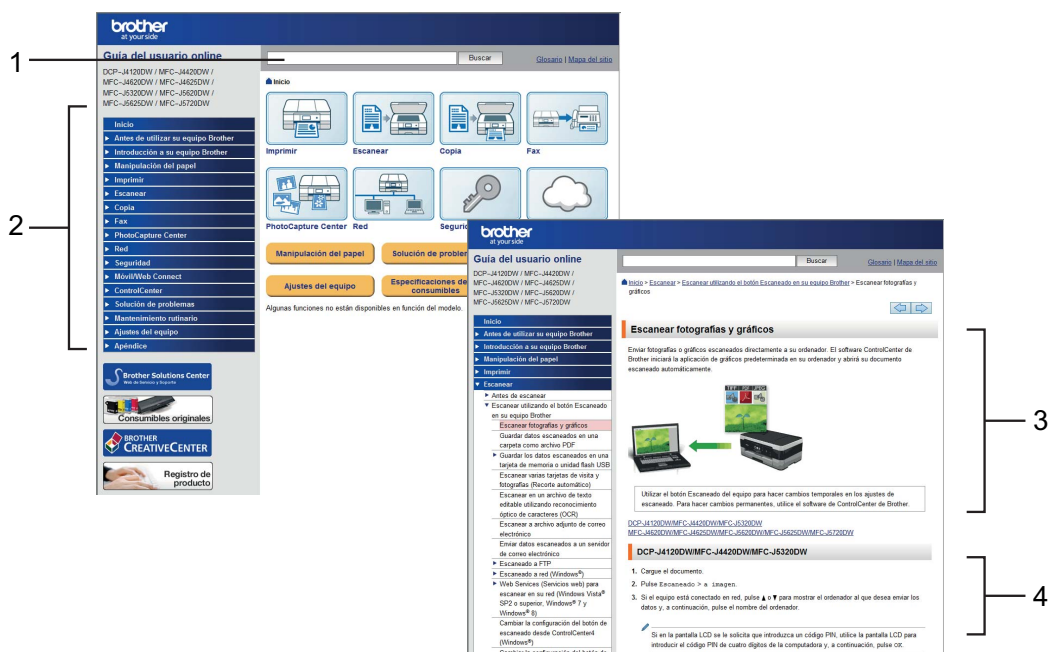 1
2
3
4
brother
at your side
Guía del usuario online
DCP-J4120DW / MFC-J4420DW /
MFC-J4620DW / MFC-J4625DW /
MFC-J5320DW / MFC-J5620DW /
MFC-J5625DW / MFC-J5720DW
Inicio
Antes de utilizar su equipo Brother
Introducción a su equipo Brother
Manipulación del papel
Imprimir
Escanear
Copia
Fax
PhotoCapture Center
Red
Seguridad
Móvil/Web Connect
ControlCenter
Solución de problemas
Mantenimiento rutinario
Ajustes del equipo
Apéndice
Brother Solutions Center
Web de Servicio y Soporte
Consumibles originales
BROTHER
CREATIVECENTER
Registro de
producto
Buscar
Glosario | Mapa del sitio
Inicio
Imprimir Escanear Copia Fax
PhotoCapture Center Red Seguric
Manipulación del papel Solución de probler
Ajustes del equipo Especificaciones de
consumibles
Algunas funciones no están disponibles en función del modelo.
brother
at your side
Guía del usuario online
DCP-J4120DW / MFC-J4420DW /
MFC-J4620DW / MFC-J4625DW /
MFC-J5320DW / MFC-J5620DW /
MFC-J5625DW / MFC-J5720DW
Inicio
Antes de utilizar su equipo Brother
Introducción a su equipo Brother
Manipulación del papel
Imprimir
Escanear
Antes de escanear
Escanear utilizando el botón Escaneado
en su equipo Brother
Escanear fotografías y gráficos
Guardar datos escaneados en una
carpeta como archivo PDF
Guardar los datos escaneados en una
tarjeta de memoria o unidad flash USB
Escanear varias tarjetas de visita y
fotografías (Recorte automático)
Escanear en un archivo de texto
editable utilizando reconocimiento
óptico de caracteres (OCR)
Escanear a archivo adjunto de correo
electrónico
Enviar datos escaneados a un servidor
de correo electrónico
Escaneado a FTP
Escaneado a red (Windows®)
Web Services (Servicios web) para
escanear en su red (Windows Vista®
SP2 o superior, Windows® 7 y
Windows® 8)
Cambiar la configuración del botón de
escaneado desde ControlCenter4
(Windows®)
Cambiar la configuración del botón de
Buscar
Glosario | Mapa del sitio
Inicio > Escanear > Escanear utilizando el botón Escaneado en su equipo Brother > Escanear fotografías y
gráficos
Escanear fotografías y gráficos
Enviar fotografías o gráficos escaneados directamente a su ordenador. El software ControlCenter de
Brother iniciará la aplicación de gráficos predeterminada en su ordenador y abrirá su documento
escaneado automáticamente.
TIFF PDF JPEG
Utilizar el botón Escaneado del equipo para hacer cambios temporales en los ajustes de
escaneado. Para hacer cambios permanentes, utilice el software de ControlCenter de Brother.
DCP-J4120DW/MFC-J4420DW/MFC-J5320DW
MFC-J4620DW/MFC-J4625DW/MFC-J5620DW/MFC-J5625DW/MFC-J5720DW
DCP-J4120DW/MFC-J4420DW/MFC-J5320DW
1. Cargue el documento.
2. Pulse Escaneado > a imagen.
3. Si el equipo está conectado en red, pulse ▲ o ▼ para mostrar el ordenador al que desea enviar los
datos y, a continuación, pulse el nombre del ordenador.
Si en la pantalla LCD se le solicita que introduzca un código PIN, utilice la pantalla LCD para
introducir el código PIN de cuatro dígitos de la computadora y, a continuación, pulse OK.